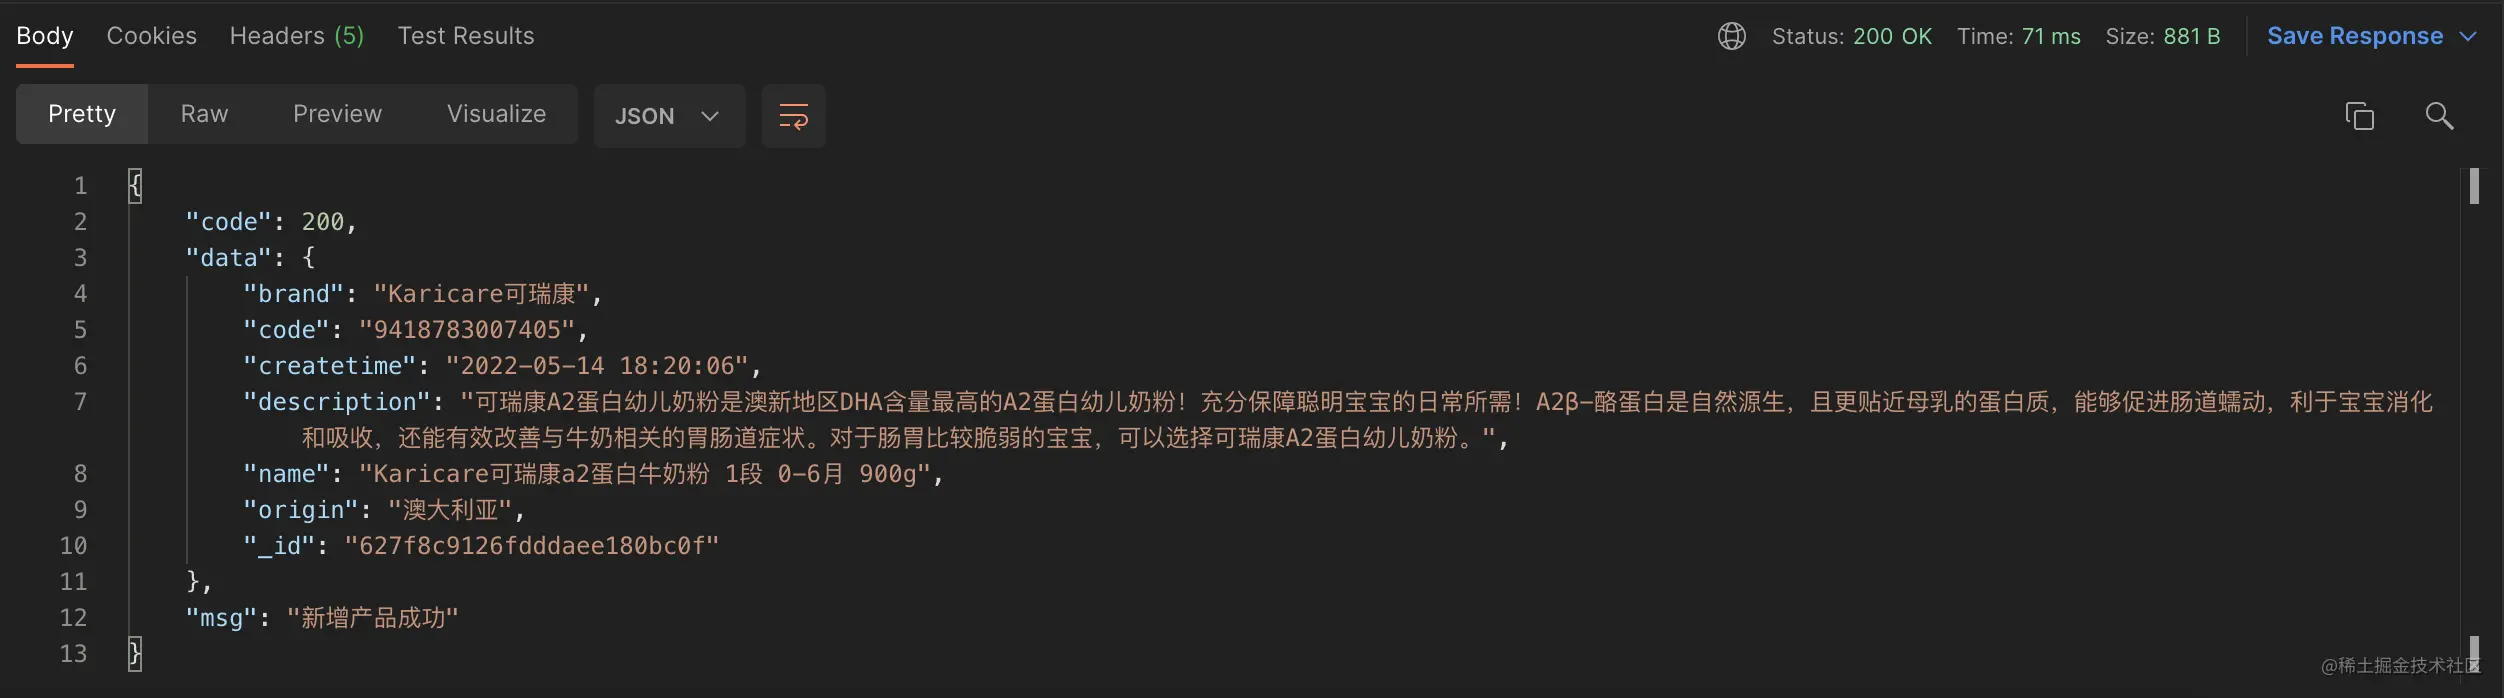 Body Cookies Headers (5) Test Results Status: 200 OK Time: 71 ms Size: 881 B Save Response
Pretty Raw Preview Visualize JSON
1 {
2 "code": 200,
3 "data": {
4 "brand": "Karicare可瑞康",
5 "code": "9418783007405",
6 "createtime": "2022-05-14 18:20:06",
7 "description": "可瑞康A2蛋白幼儿奶粉是澳新地区DHA含量最高的A2蛋白幼儿奶粉！充分保障聪明宝宝的日常所需！A2β-酪蛋白是自然源生，且更贴近母乳的蛋白质，能够促进肠道蠕动，利于宝宝消化
和吸收，还能有效改善与牛奶相关的胃肠道症状。对于肠胃比较脆弱的宝宝，可以选择可瑞康A2蛋白幼儿奶粉。",
8 "name": "Karicare可瑞康a2蛋白牛奶粉 1段 0-6月 900g",
9 "origin": "澳大利亚",
10 "_id": "627f8c9126fdddaee180bc0f"
11 },
12 "msg": "新增产品成功"
13 }
@稀土掘金技术社区